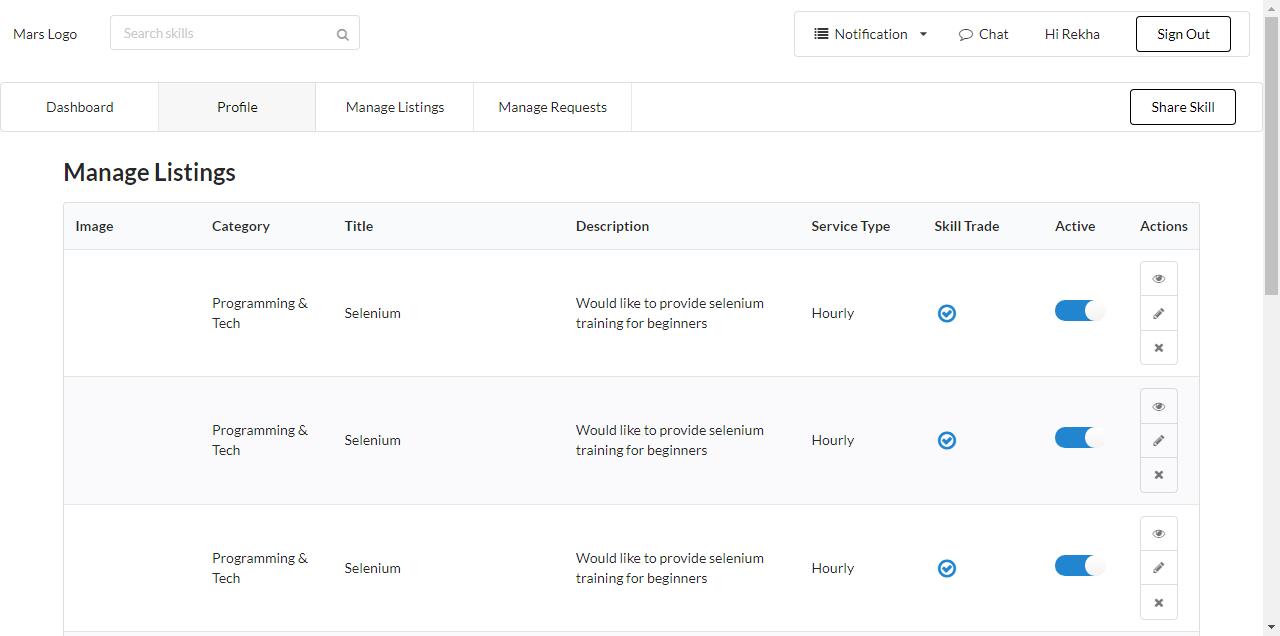 Mars Logo
Search skills
Notification
Chat
Hi Rekha
Sign Out
Dashboard
Profile
Manage Listings
Manage Requests
Share Skill
Manage Listings
Image Category Title Description Service Type Skill Trade Active Actions
Programming &
Tech
Selenium
Would like to provide selenium
training for beginners
Hourly
Programming &
Tech
Selenium
Would like to provide selenium
training for beginners
Hourly
Programming &
Tech
Selenium
Would like to provide selenium
training for beginners
Hourly